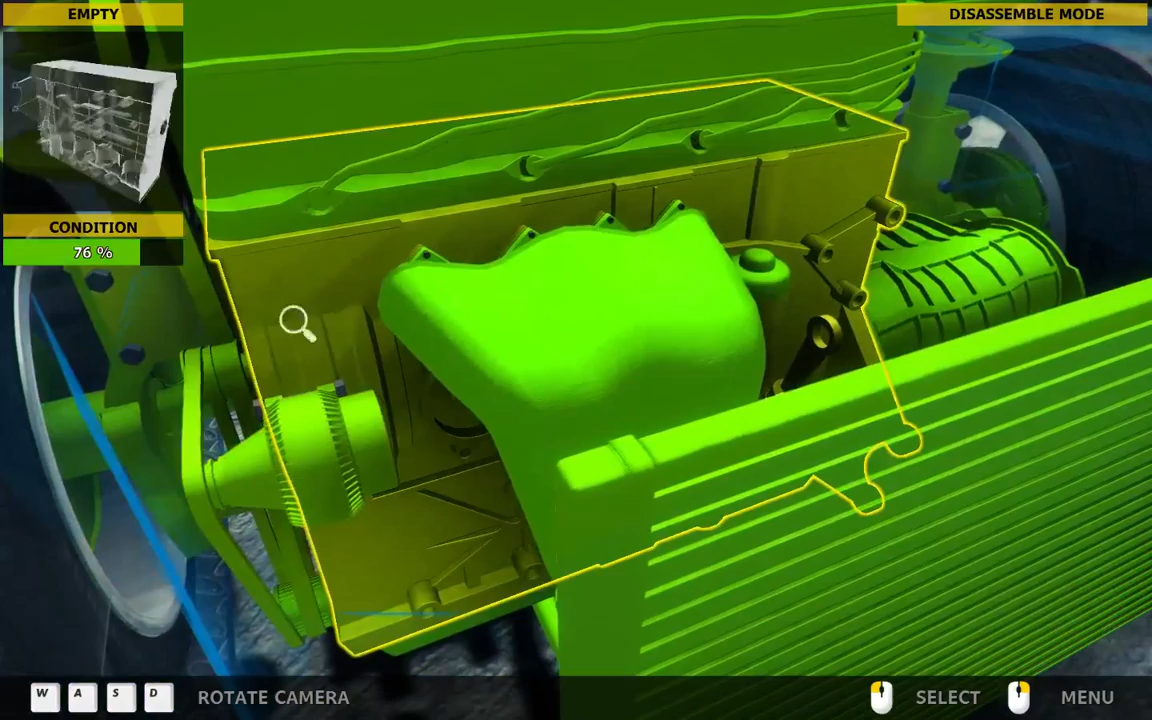 EMPTY
DISASSEMBLE MODE
CONDITION
76 %
W A S D ROTATE CAMERA
SELECT
MENU